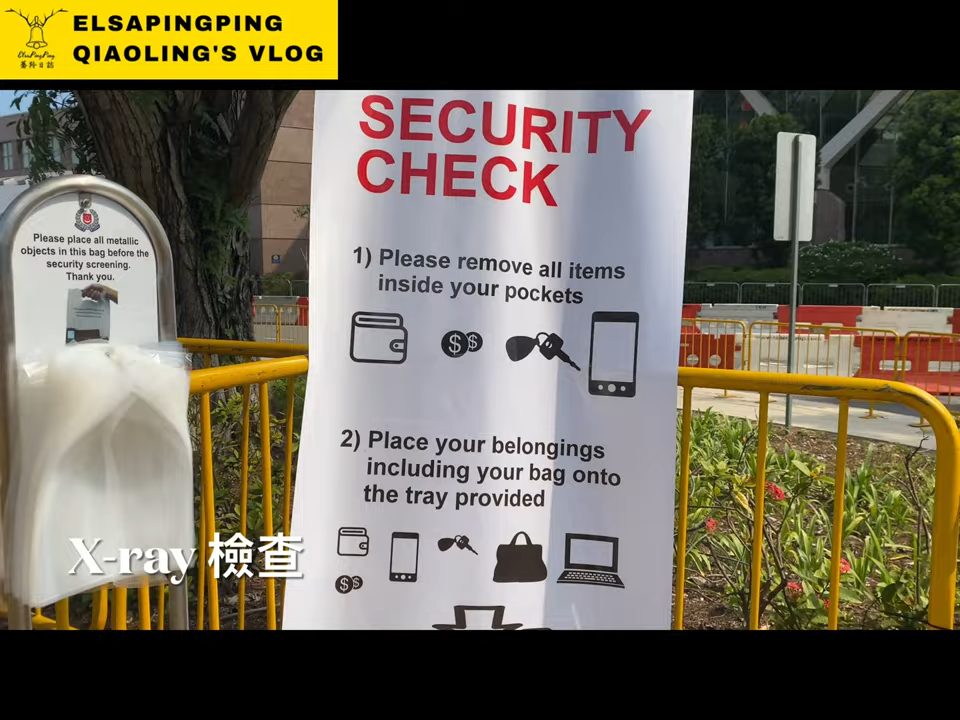 ELSAPINGPING
QIAOLING'S VLOG
SECURITY
CHECK
Please place all metallic
objects in this bag before the
security screening.
Thank you.
1) Please remove all items
inside your pockets
$$
2) Place your belongings
including your bag onto
the tray provided
$$
X-ray 檢查